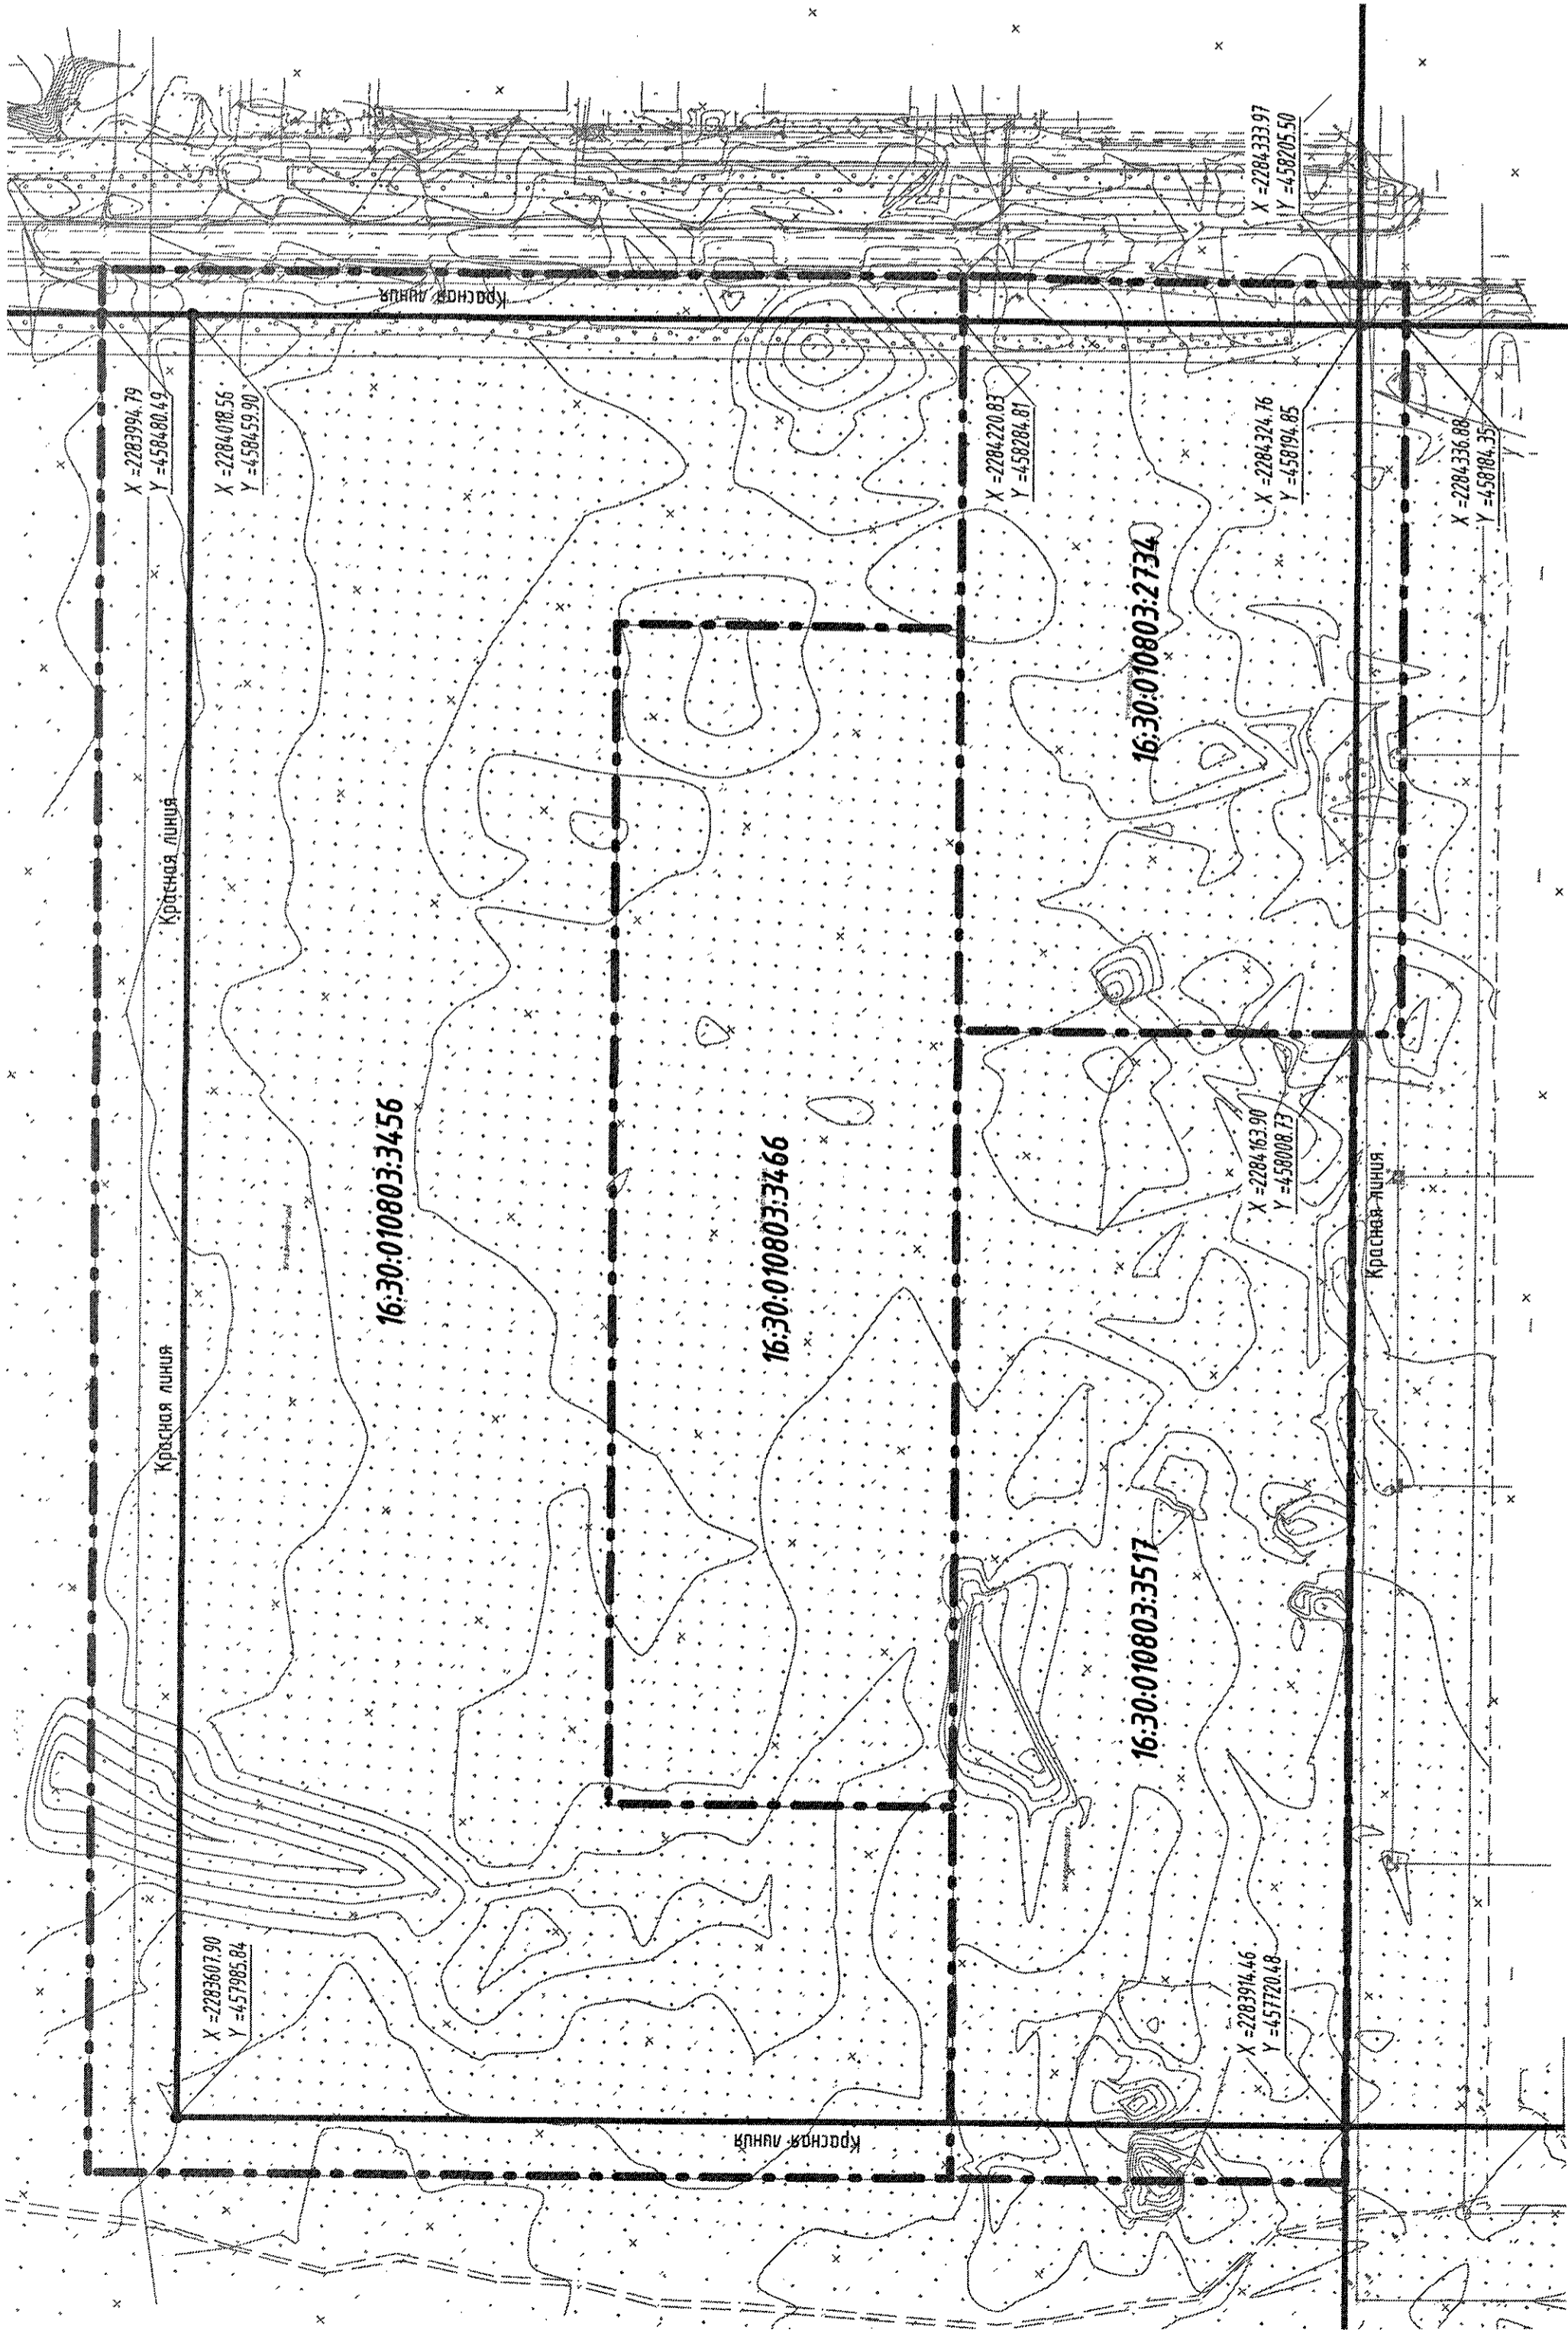 X =2284333.97
Y =458205.50
Красная линия
X =2283994.79
Y =458480.49
X =2284018.56
Y =458459.90
X =2284220.83
Y =458284.81
X =2284324.76
Y =458194.85
X =2284336.88
Y =458184.35
16:30:010803:2734
Красная линия
16:30:010803:3456
16:30:010803:3466
X =2284163.90
Y =458008.73
Красная линия
Красная линия
16:30:010803:3517
X =2283607.90
Y =457985.84
X =2283914.46
Y =457720.48
Красная линия